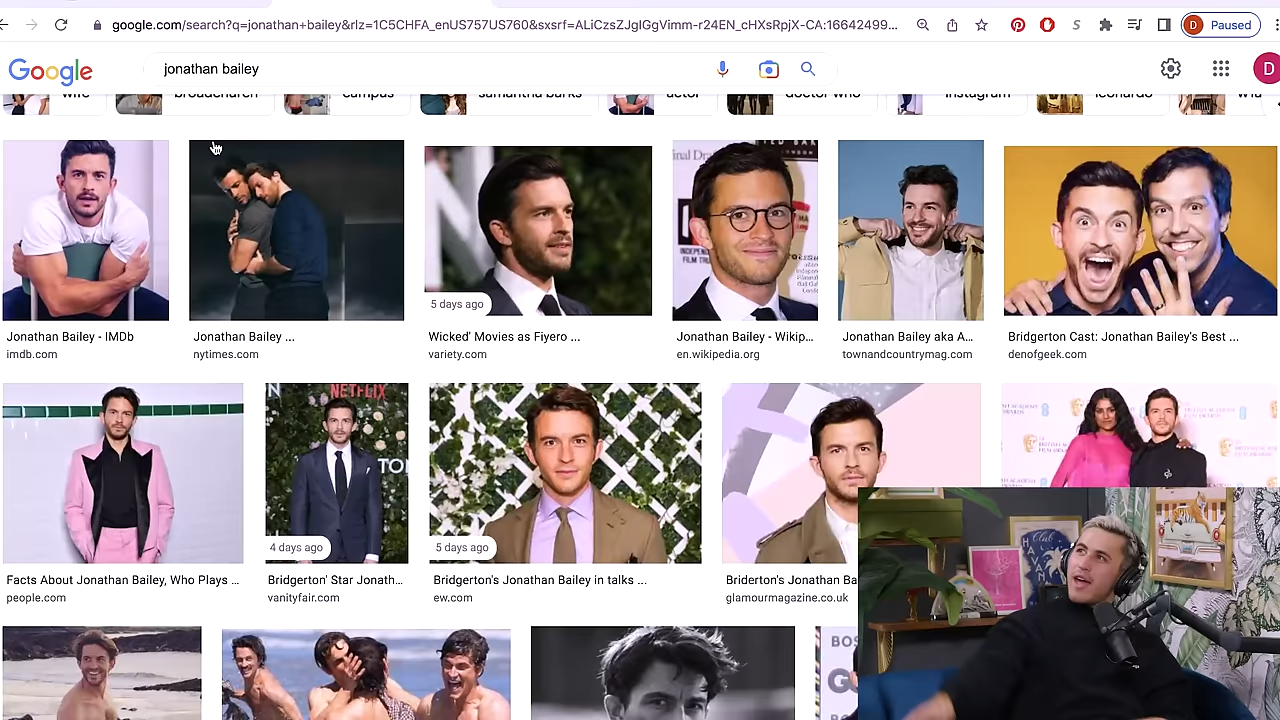 google.com/search?q=jonathan+bailey&rlz=1C5CHFA_enUS757US760&sxsrf=ALiCzsZJgIGgVimm-r24EN_cHXsRpjX-CA:16642499...
D Paused
Google
jonathan bailey
D
wife broadchurch campus samantha barks actor doctor who instagram leonardo
5 days ago
Jonathan Bailey - IMDb
imdb.com
Jonathan Bailey ...
nytimes.com
Wicked' Movies as Fiyero ...
variety.com
Jonathan Bailey - Wikip...
en.wikipedia.org
Jonathan Bailey aka A...
townandcountrymag.com
Bridgerton Cast: Jonathan Bailey's Best ...
denofgeek.com
NETFLIX
4 days ago
5 days ago
Facts About Jonathan Bailey, Who Plays ...
people.com
Bridgerton' Star Jonath...
vanityfair.com
Bridgerton's Jonathan Bailey in talks ...
ew.com
Briderton's Jonathan Ba
glamourmagazine.co.uk